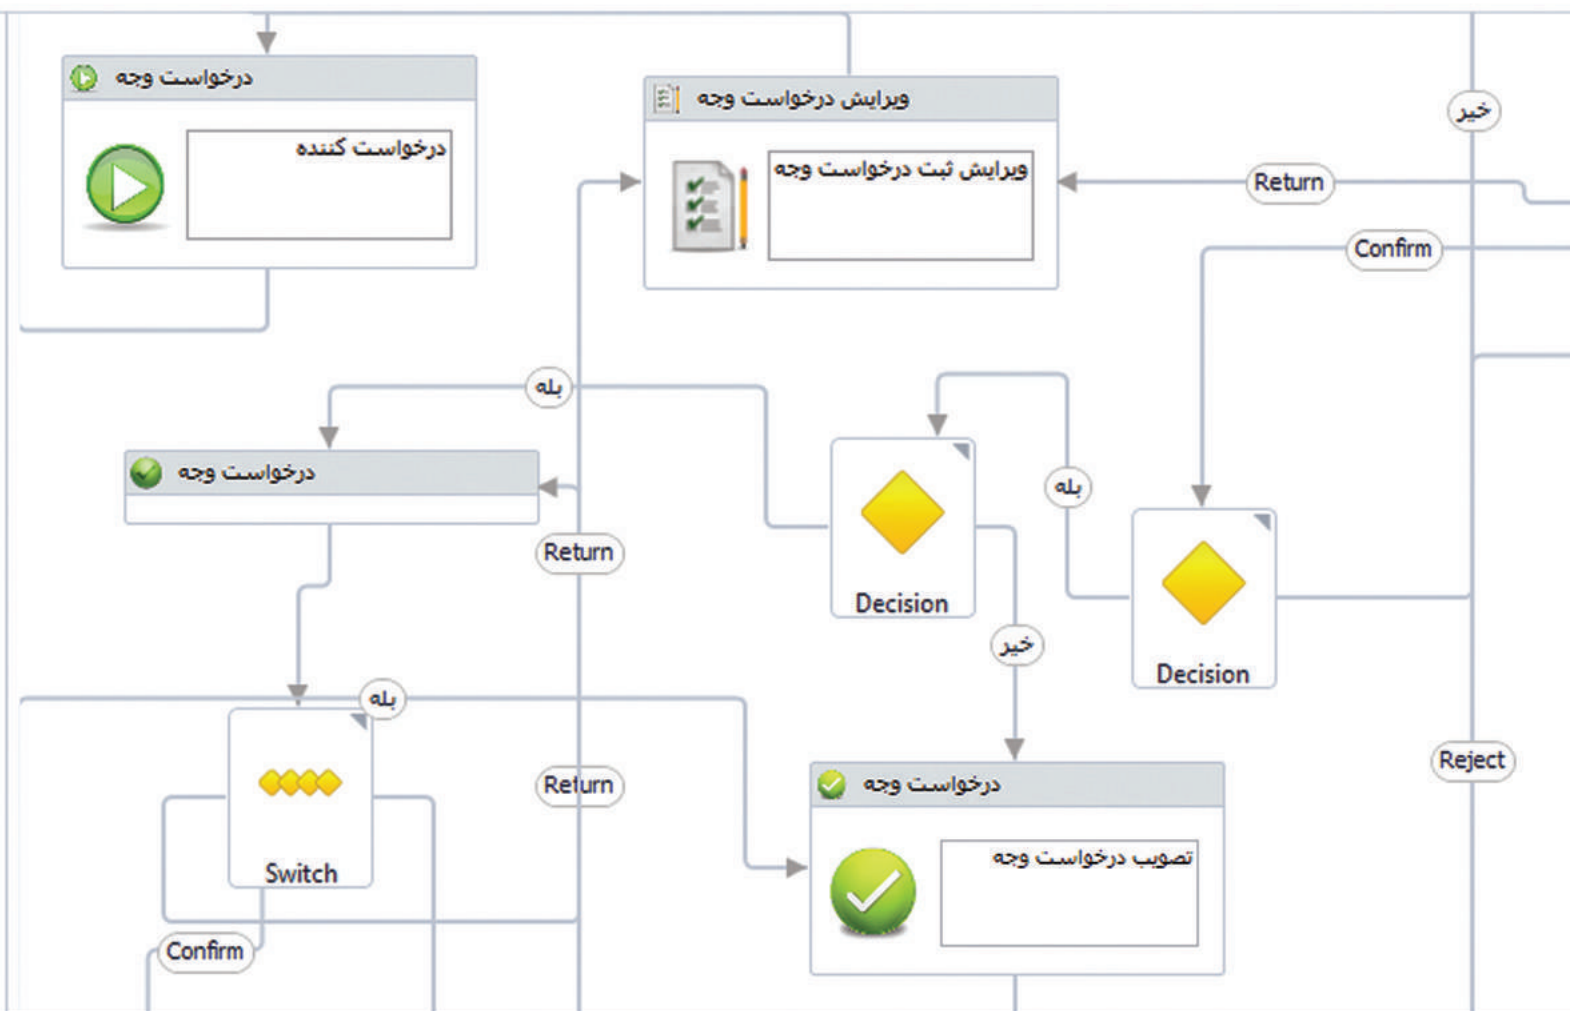 درخواست وجه
درخواست کننده
ویرایش درخواست وجه
ویرایش ثبت درخواست وجه
خیر
Return
Confirm
بله
درخواست وجه
Return
بله
Decision
خیر
Decision
بله
Switch
Return
Confirm
درخواست وجه
تصویب درخواست وجه
Reject